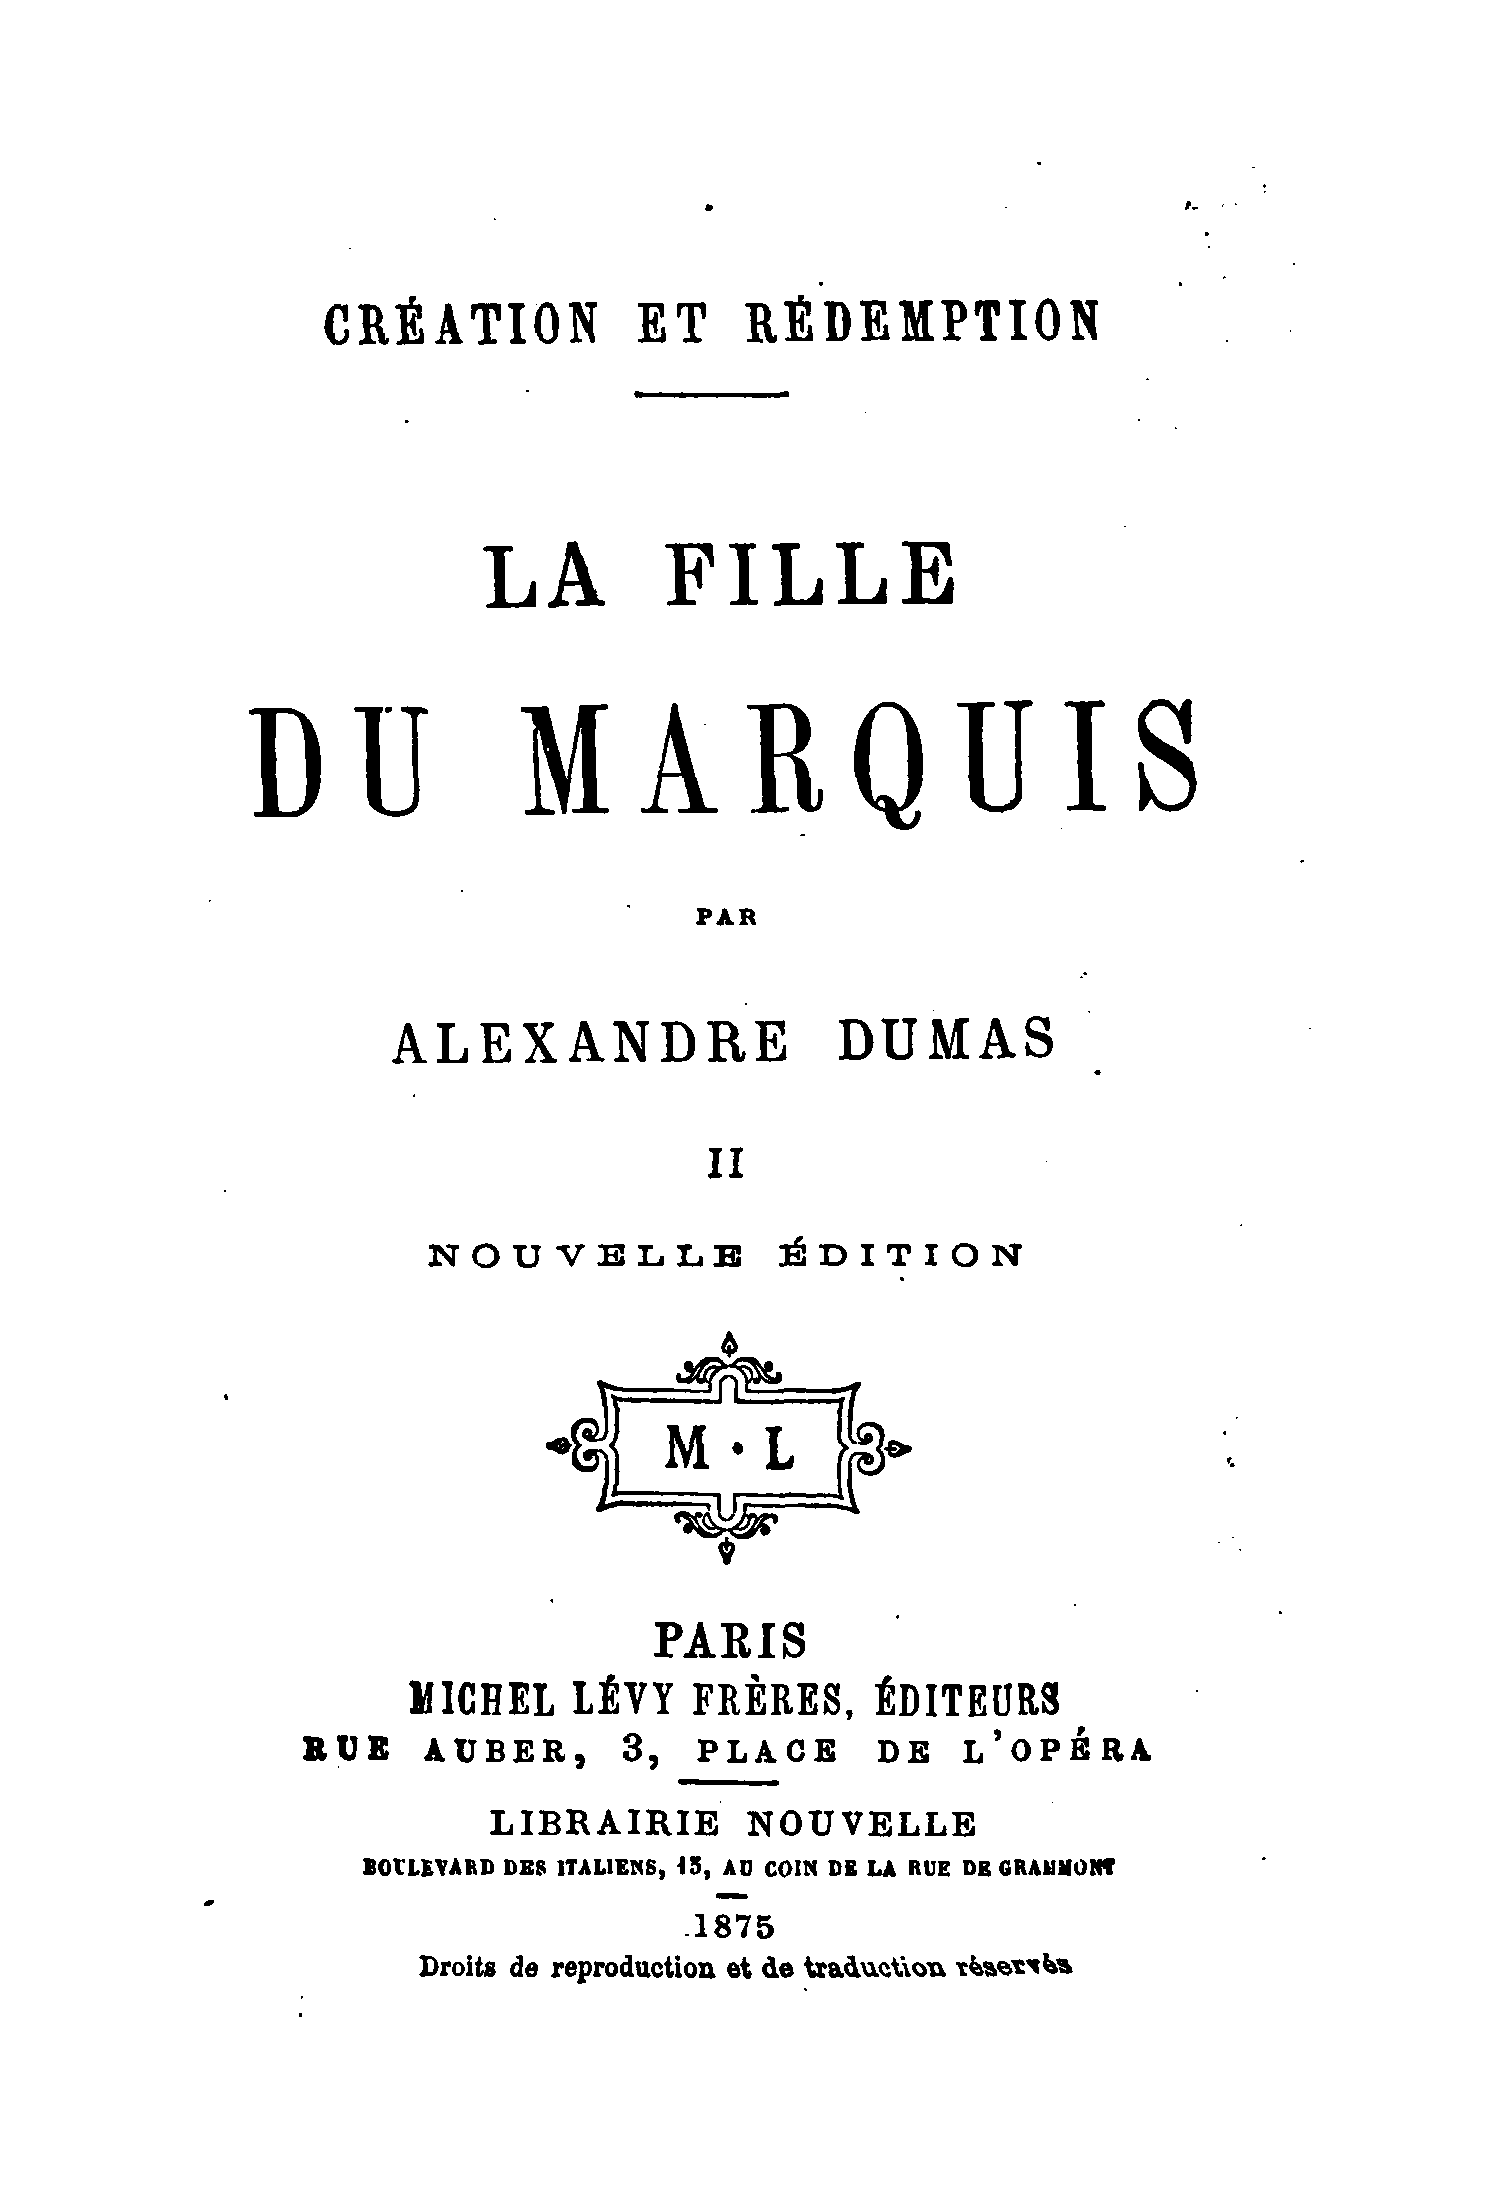 CRÉATION ET RÉDEMPTION
LA FILLE
DU MARQUIS
PAR
ALEXANDRE DUMAS
II
NOUVELLE ÉDITION
M · L
PARIS
MICHEL LÉVY FRÈRES, ÉDITEURS
RUE AUBER, 3, PLACE DE L'OPÉRA
LIBRAIRIE NOUVELLE
BOULEVARD DES ITALIENS, 15, AU COIN DE LA RUE DE GRAMMONT
1875
Droits de reproduction et de traduction réservés